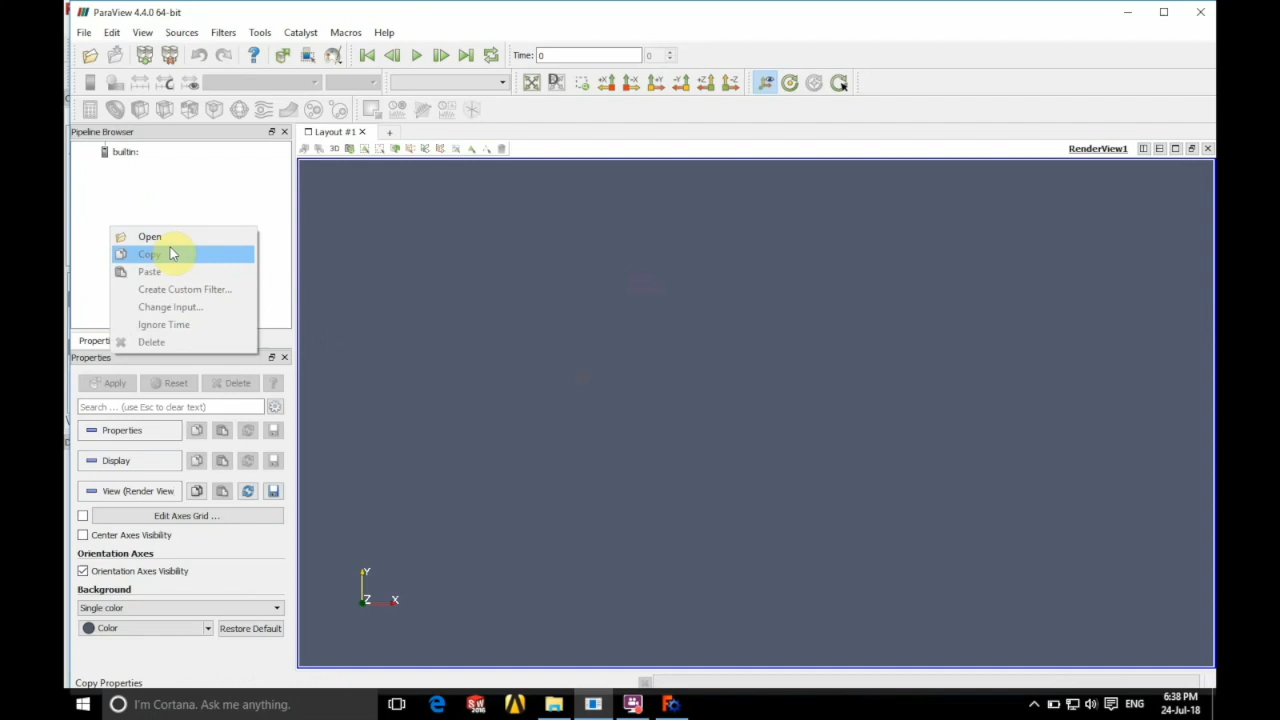 ParaView 4.4.0 64-bit
File Edit View Sources Filters Tools Catalyst Macros Help
Time: 0 0
Pipeline Browser
Layout #1
builtin:
3D
RenderView1
Open
Copy
Paste
Create Custom Filter...
Change Input...
Ignore Time
Delete
Properti
Properties
Apply Reset Delete ?
Search ... (use Esc to clear text)
Properties
Display
View (Render View
Edit Axes Grid ...
Center Axes Visibility
Orientation Axes
Orientation Axes Visibility
Background
Single color
Color Restore Default
Y
Z X
Copy Properties
I'm Cortana. Ask me anything.
ENG
6:38 PM
24-Jul-18